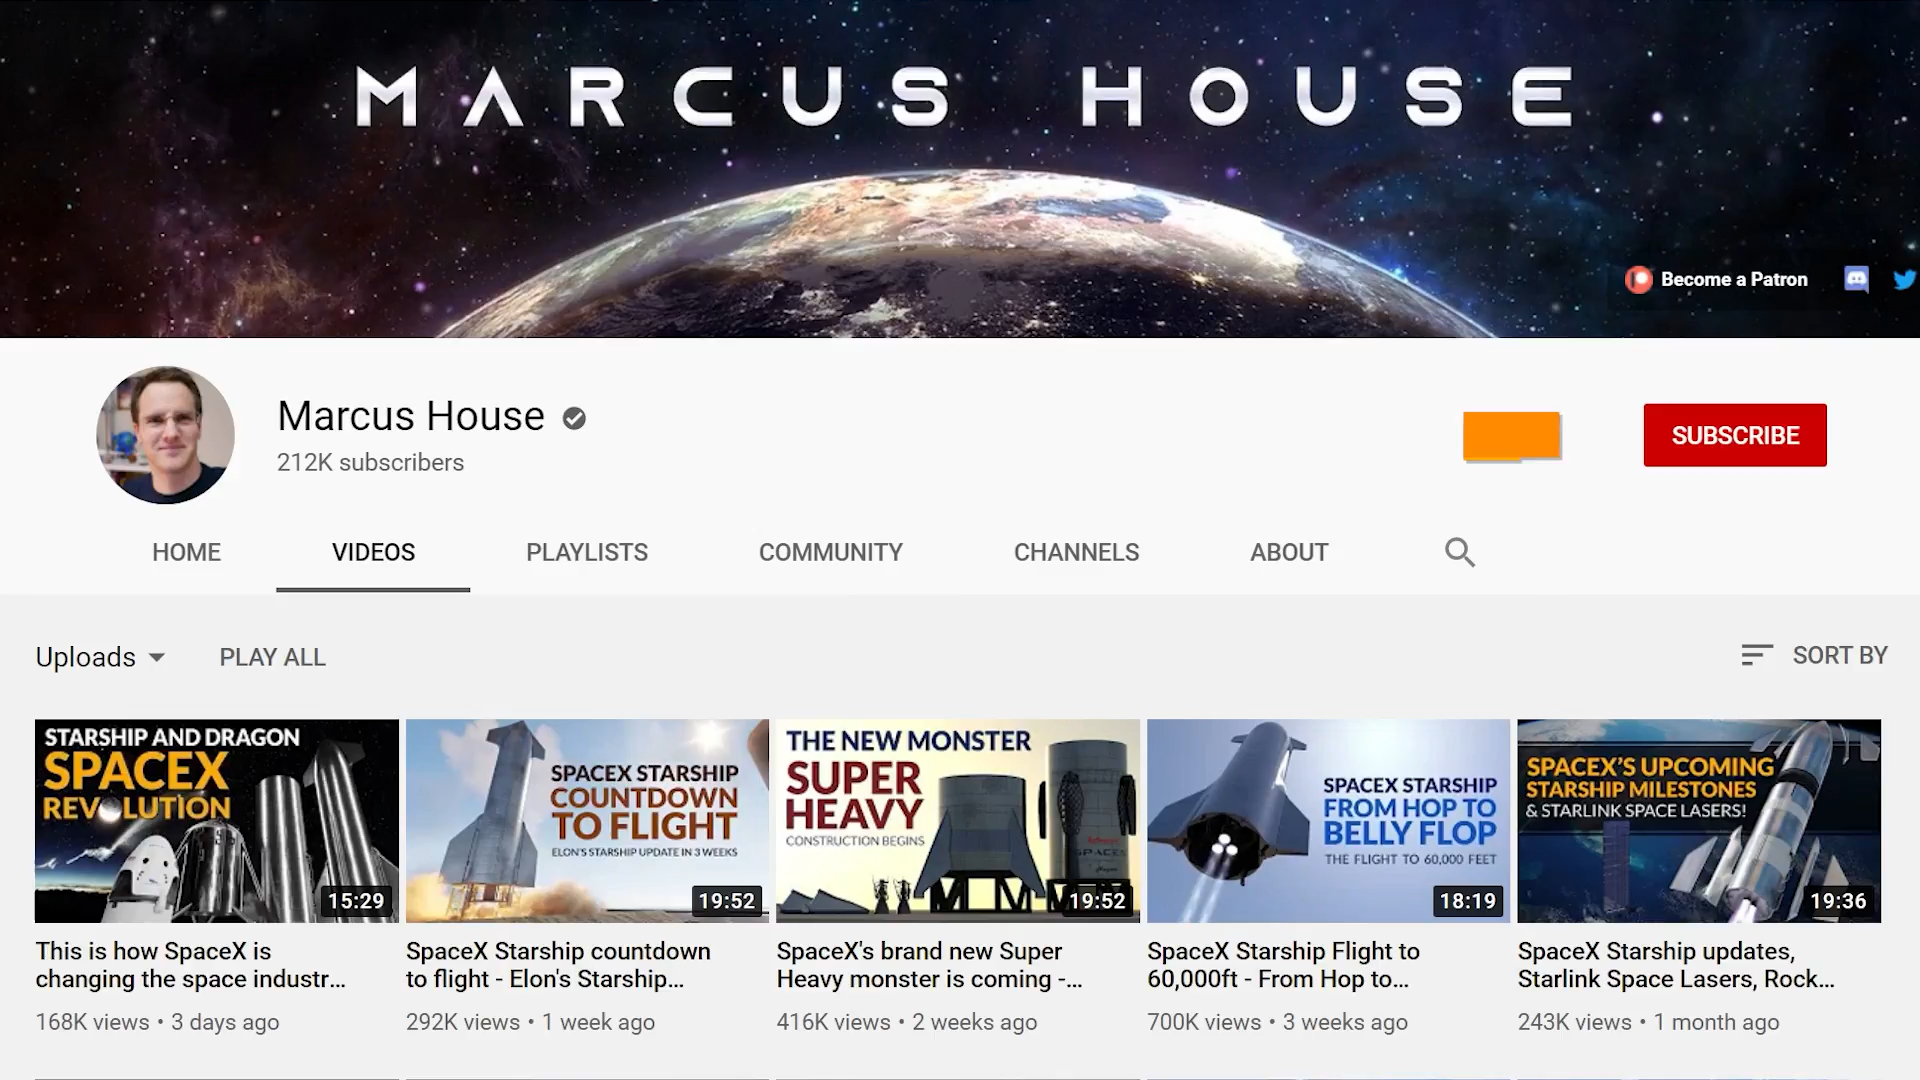 MARCUS HOUSE
Become a Patron
Marcus House
212K subscribers
SUBSCRIBE
HOME
VIDEOS
PLAYLISTS
COMMUNITY
CHANNELS
ABOUT
Uploads
PLAY ALL
SORT BY
STARSHIP AND DRAGON
SPACEX
REVOLUTION
15:29
SPACEX STARSHIP
COUNTDOWN
TO FLIGHT
ELON'S STARSHIP UPDATE IN 3 WEEKS
19:52
THE NEW MONSTER
SUPER
HEAVY
CONSTRUCTION BEGINS
19:52
SPACEX STARSHIP
FROM HOP TO
BELLY FLOP
THE FLIGHT TO 60,000 FEET
18:19
SPACEX'S UPCOMING
STARSHIP MILESTONES
& STARLINK SPACE LASERS!
19:36
This is how SpaceX is
changing the space industr...
168K views • 3 days ago
SpaceX Starship countdown
to flight - Elon's Starship...
292K views • 1 week ago
SpaceX's brand new Super
Heavy monster is coming -...
416K views • 2 weeks ago
SpaceX Starship Flight to
60,000ft - From Hop to...
700K views • 3 weeks ago
SpaceX Starship updates,
Starlink Space Lasers, Rock...
243K views • 1 month ago